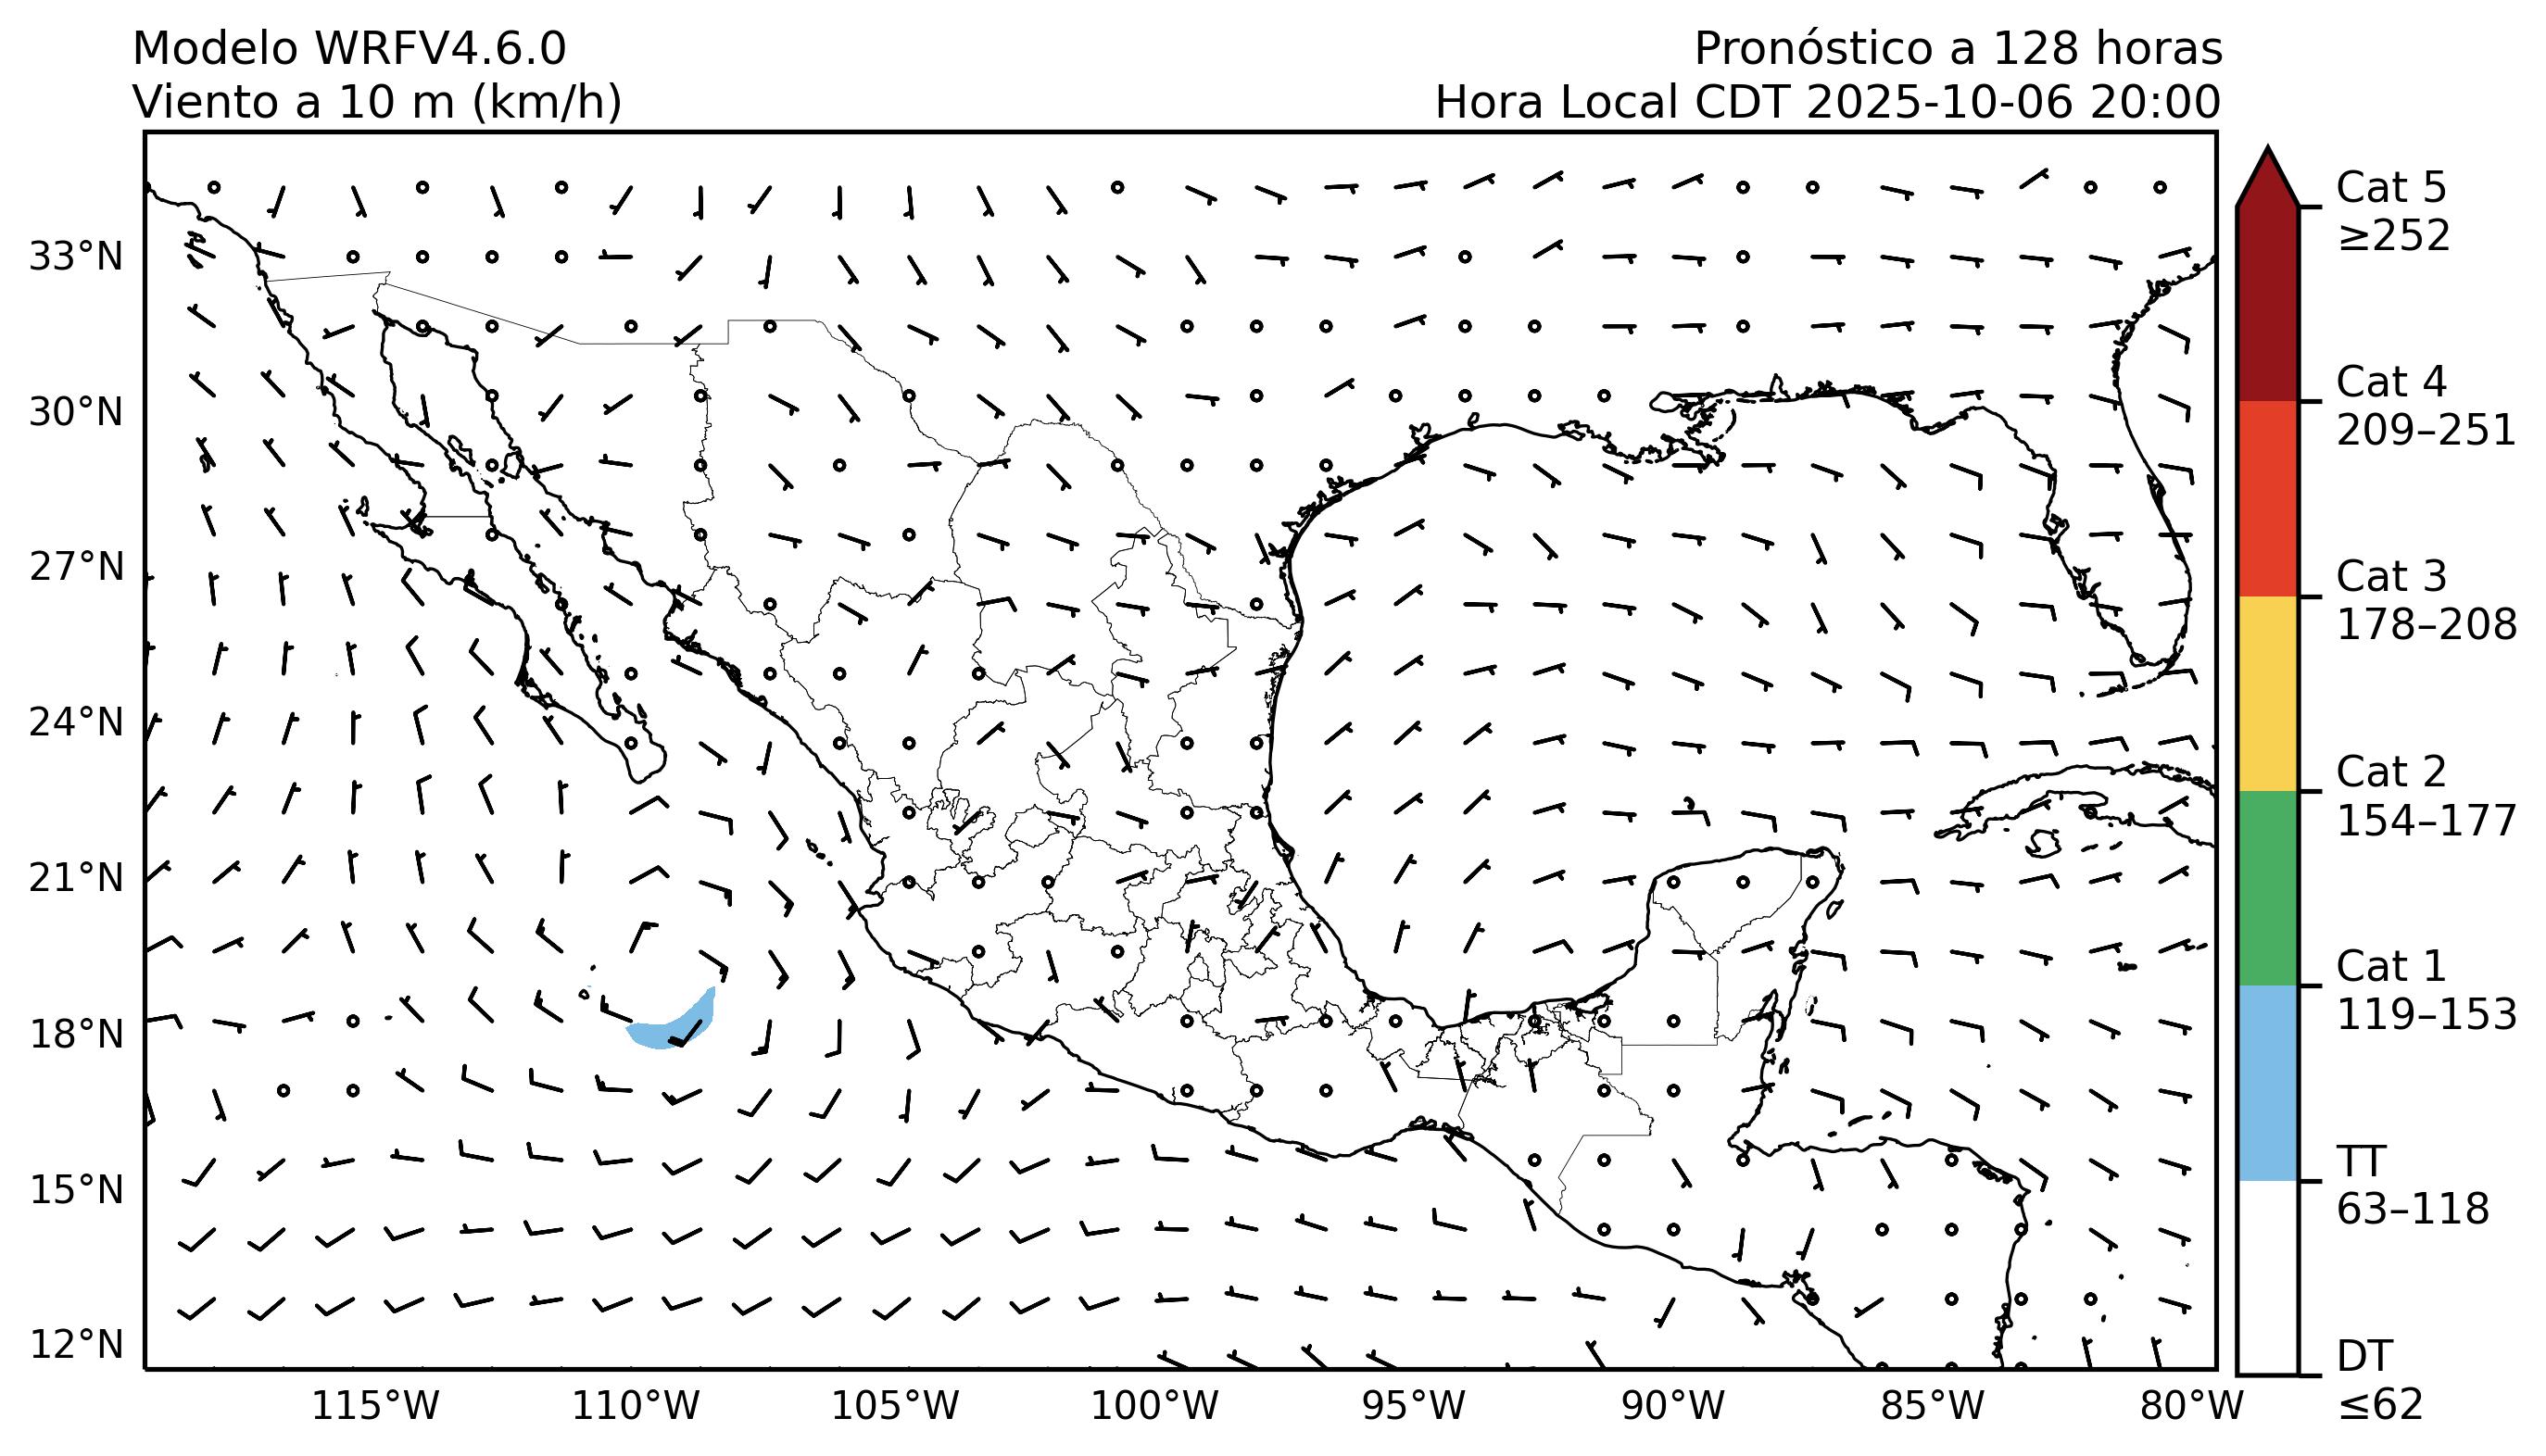 Modelo WRFV4.6.0
Viento a 10 m (km/h)
Pronóstico a 128 horas
Hora Local CDT 2025-10-06 20:00
33°N
30°N
27°N
24°N
21°N
18°N
15°N
12°N
115°W
110°W
105°W
100°W
95°W
90°W
85°W
80°W
Cat 5
≥252
Cat 4
209–251
Cat 3
178–208
Cat 2
154–177
Cat 1
119–153
TT
63–118
DT
≤62